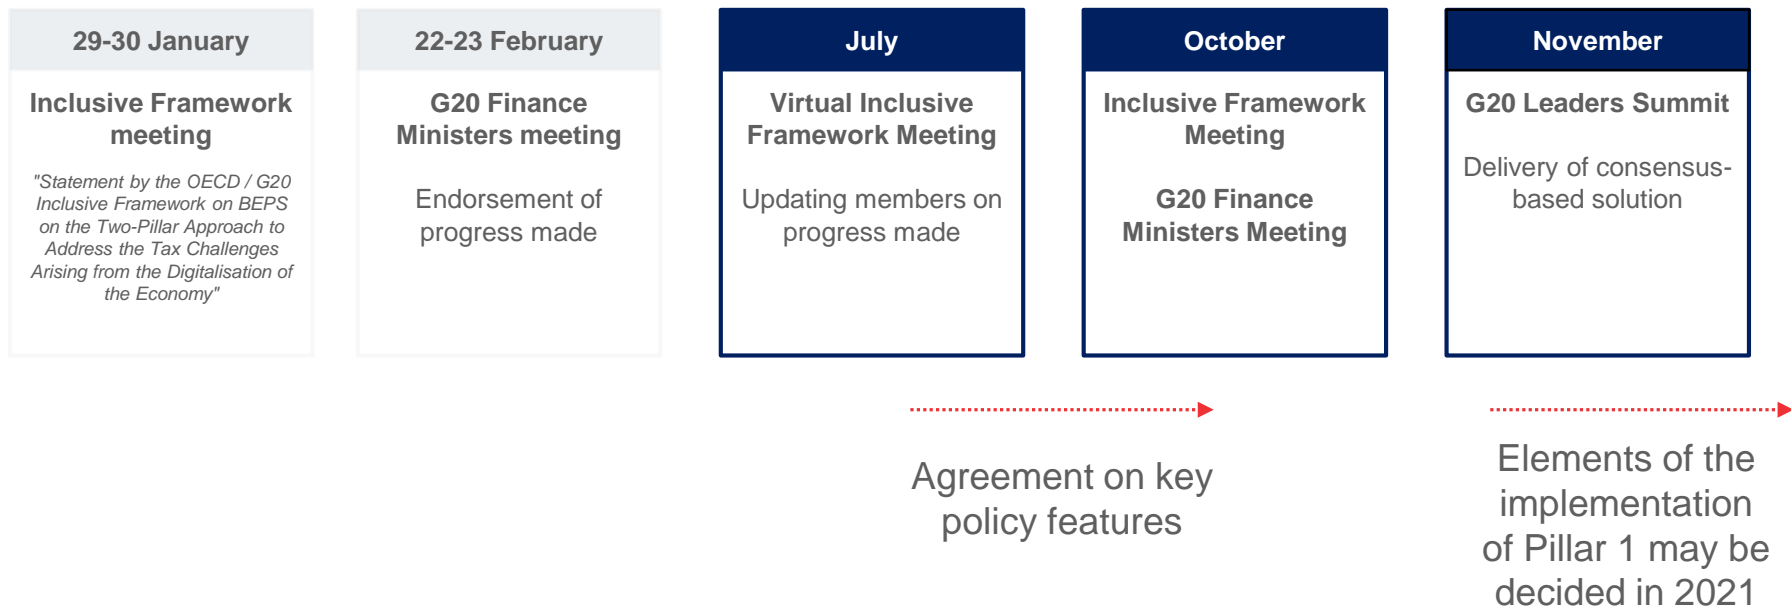 29-30 January
Inclusive Framework
meeting
"Statement by the OECD / G20
Inclusive Framework on BEPS
on the Two-Pillar Approach to
Address the Tax Challenges
Arising from the Digitalisation of
the Economy"
22-23 February
G20 Finance
Ministers meeting
Endorsement of
progress made
July
Virtual Inclusive
Framework Meeting
Updating members on
progress made
October
Inclusive Framework
Meeting
G20 Finance
Ministers Meeting
November
G20 Leaders Summit
Delivery of consensus-
based solution
Agreement on key
policy features
Elements of the
implementation
of Pillar 1 may be
decided in 2021